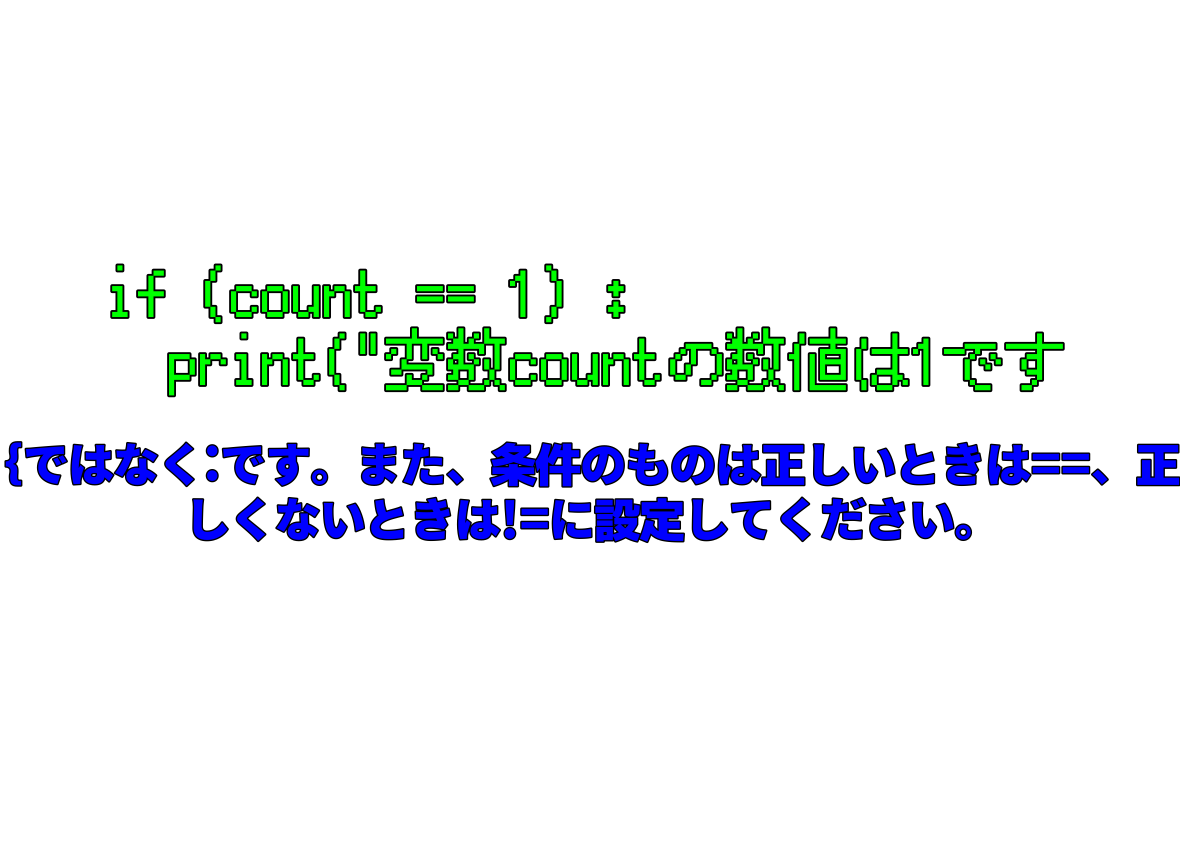 if (count == 1) :
print("変数countの数値は1です
{ではなく:です。また、条件のものは正しいときは==、正
しくないときは!=に設定してください。